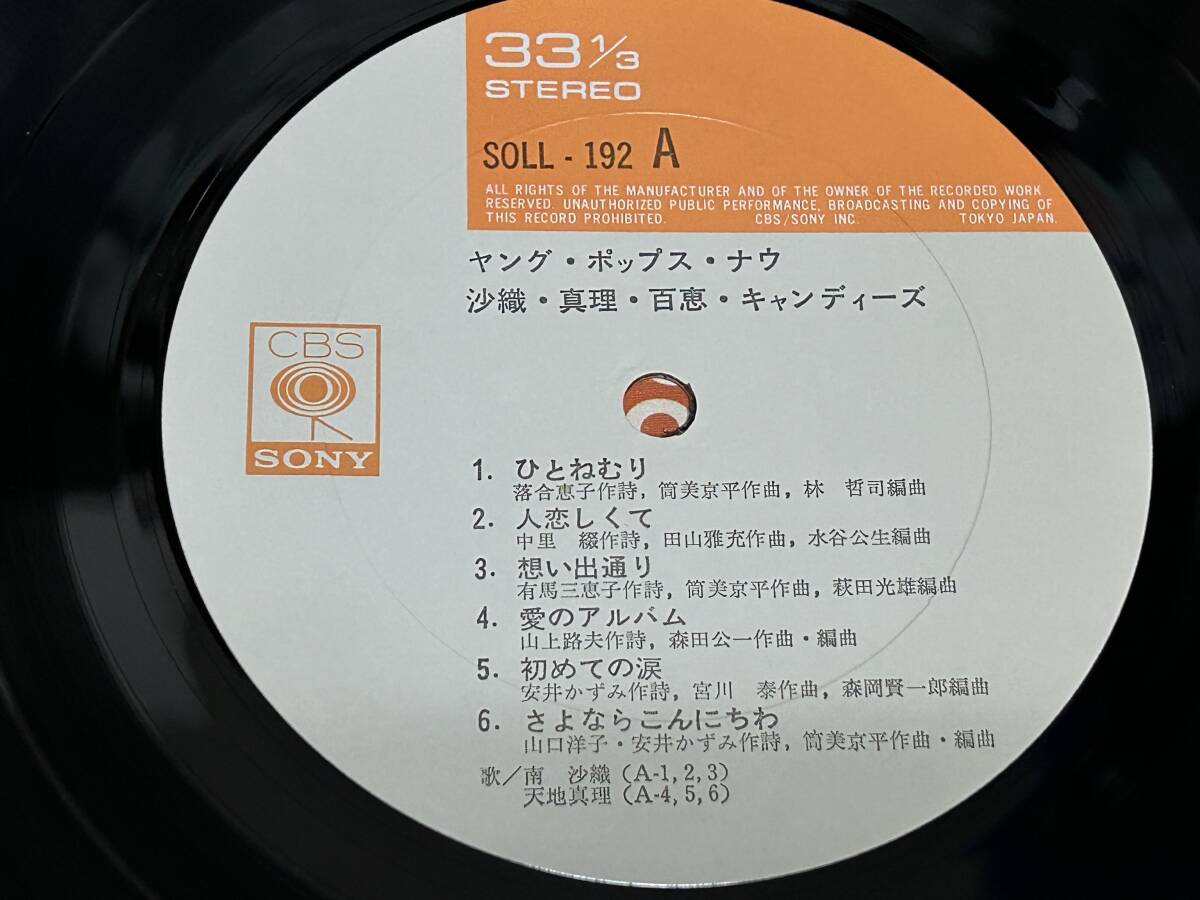 33 1/3
STEREO
SOLL - 192 A
ALL RIGHTS OF THE MANUFACTURER AND OF THE OWNER OF THE RECORDED WORK
RESERVED. UNAUTHORIZED PUBLIC PERFORMANCE, BROADCASTING AND COPYING OF
THIS RECORD PROHIBITED. CBS/SONY INC. TOKYO JAPAN.
ヤング・ポップス・ナウ
沙織・真理・百恵・キャンディーズ
CBS
SONY
1. ひとねむり
落合恵子作詩, 筒美京平作曲, 林 哲司編曲
2. 人恋しくて
中里 綴作詩, 田山雅充作曲, 水谷公生編曲
3. 想い出通り
有馬三恵子作詩, 筒美京平作曲, 萩田光雄編曲
4. 愛のアルバム
山上路夫作詩, 森田公一作曲・編曲
5. 初めての涙
安井かずみ作詩, 宮川 泰作曲, 森岡賢一郎編曲
6. さよならこんにちわ
山口洋子・安井かずみ作詩, 筒美京平作曲・編曲
歌/南 沙織 (A-1, 2, 3)
天地真理 (A-4, 5, 6)